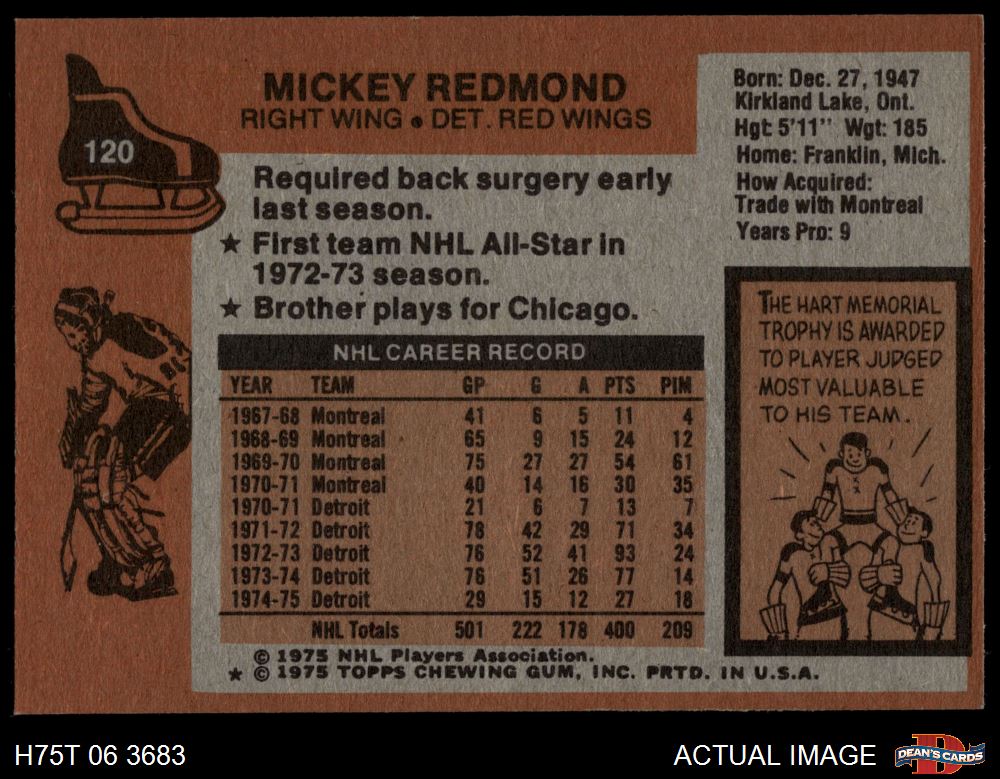 120
MICKEY REDMOND
RIGHT WING • DET. RED WINGS
Required back surgery early
last season.
★ First team NHL All-Star in
1972-73 season.
★ Brother plays for Chicago.
Born: Dec. 27, 1947
Kirkland Lake, Ont.
Hgt: 5'11" Wgt: 185
Home: Franklin, Mich.
How Acquired:
Trade with Montreal
Years Pro: 9
THE HART MEMORIAL
TROPHY IS AWARDED
TO PLAYER JUDGED
MOST VALUABLE
TO HIS TEAM.
NHL CAREER RECORD
YEAR TEAM GP G A PTS PIM
1967-68 Montreal 41 6 5 11 4
1968-69 Montreal 65 9 15 24 12
1969-70 Montreal 75 27 27 54 61
1970-71 Montreal 40 14 16 30 35
1970-71 Detroit 21 6 7 13 7
1971-72 Detroit 78 42 29 71 34
1972-73 Detroit 76 52 41 93 24
1973-74 Detroit 76 51 26 77 14
1974-75 Detroit 29 15 12 27 18
NHL Totals 501 222 178 400 209
© 1975 NHL Players Association.
★ © 1975 TOPPS CHEWING GUM, INC. PRTD. IN U.S.A.
H75T 06 3683
ACTUAL IMAGE
D
DEAN'S CARDS